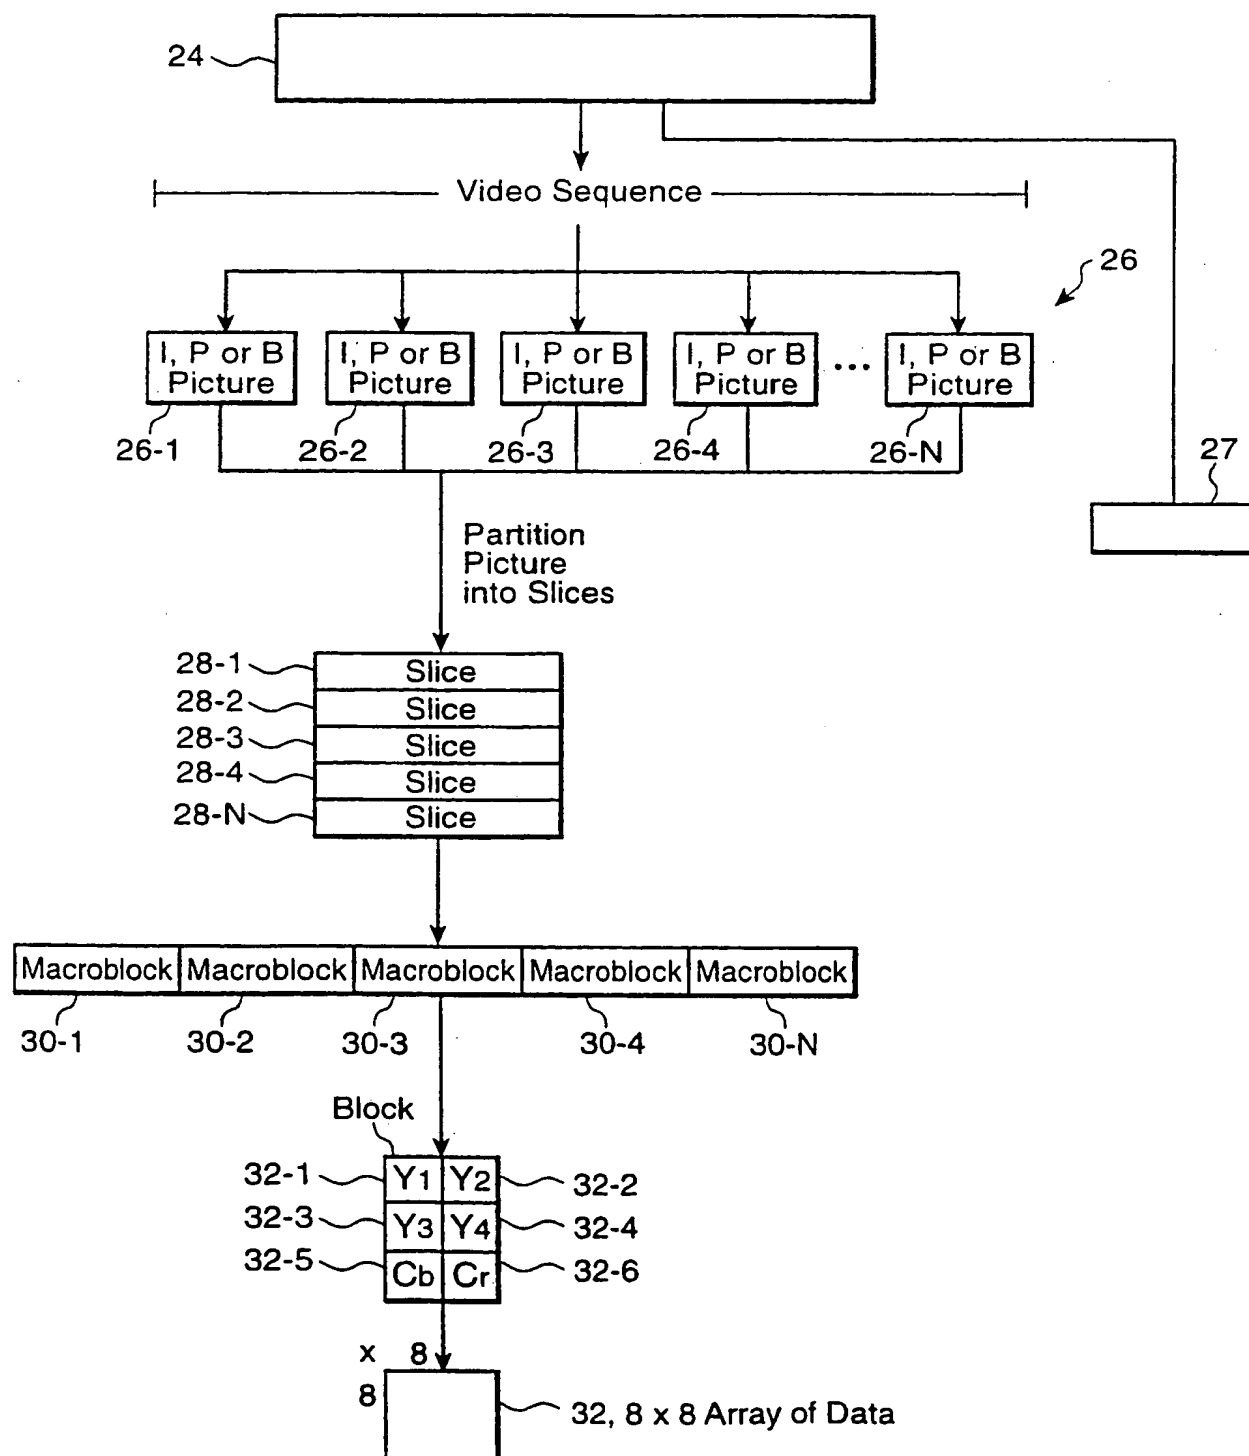 24
Video Sequence
26
I, P or B
Picture
I, P or B
Picture
I, P or B
Picture
I, P or B
Picture
...
I, P or B
Picture
26-1
26-2
26-3
26-4
26-N
27
Partition
Picture
into Slices
28-1
Slice
28-2
Slice
28-3
Slice
28-4
Slice
28-N
Slice
Macroblock
Macroblock
Macroblock
Macroblock
Macroblock
30-1
30-2
30-3
30-4
30-N
Block
32-1
Y1
Y2
32-2
32-3
Y3
Y4
32-4
32-5
Cb
Cr
32-6
x 8
8
32, 8 x 8 Array of Data